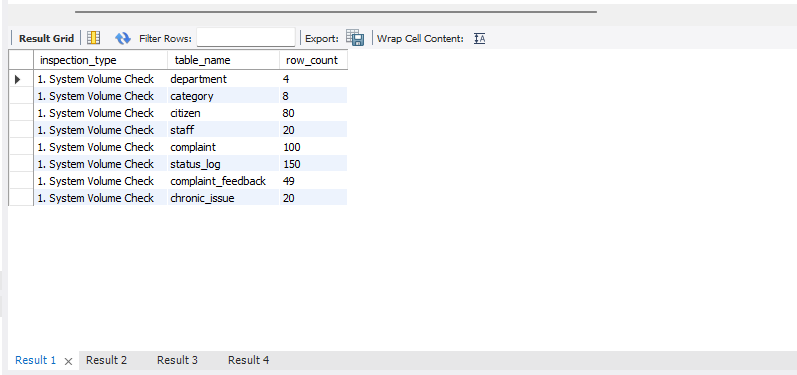 Result Grid Filter Rows: Export: Wrap Cell Content:
inspection_type table_name row_count
1. System Volume Check department 4
1. System Volume Check category 8
1. System Volume Check citizen 80
1. System Volume Check staff 20
1. System Volume Check complaint 100
1. System Volume Check status_log 150
1. System Volume Check complaint_feedback 49
1. System Volume Check chronic_issue 20
Result 1 Result 2 Result 3 Result 4